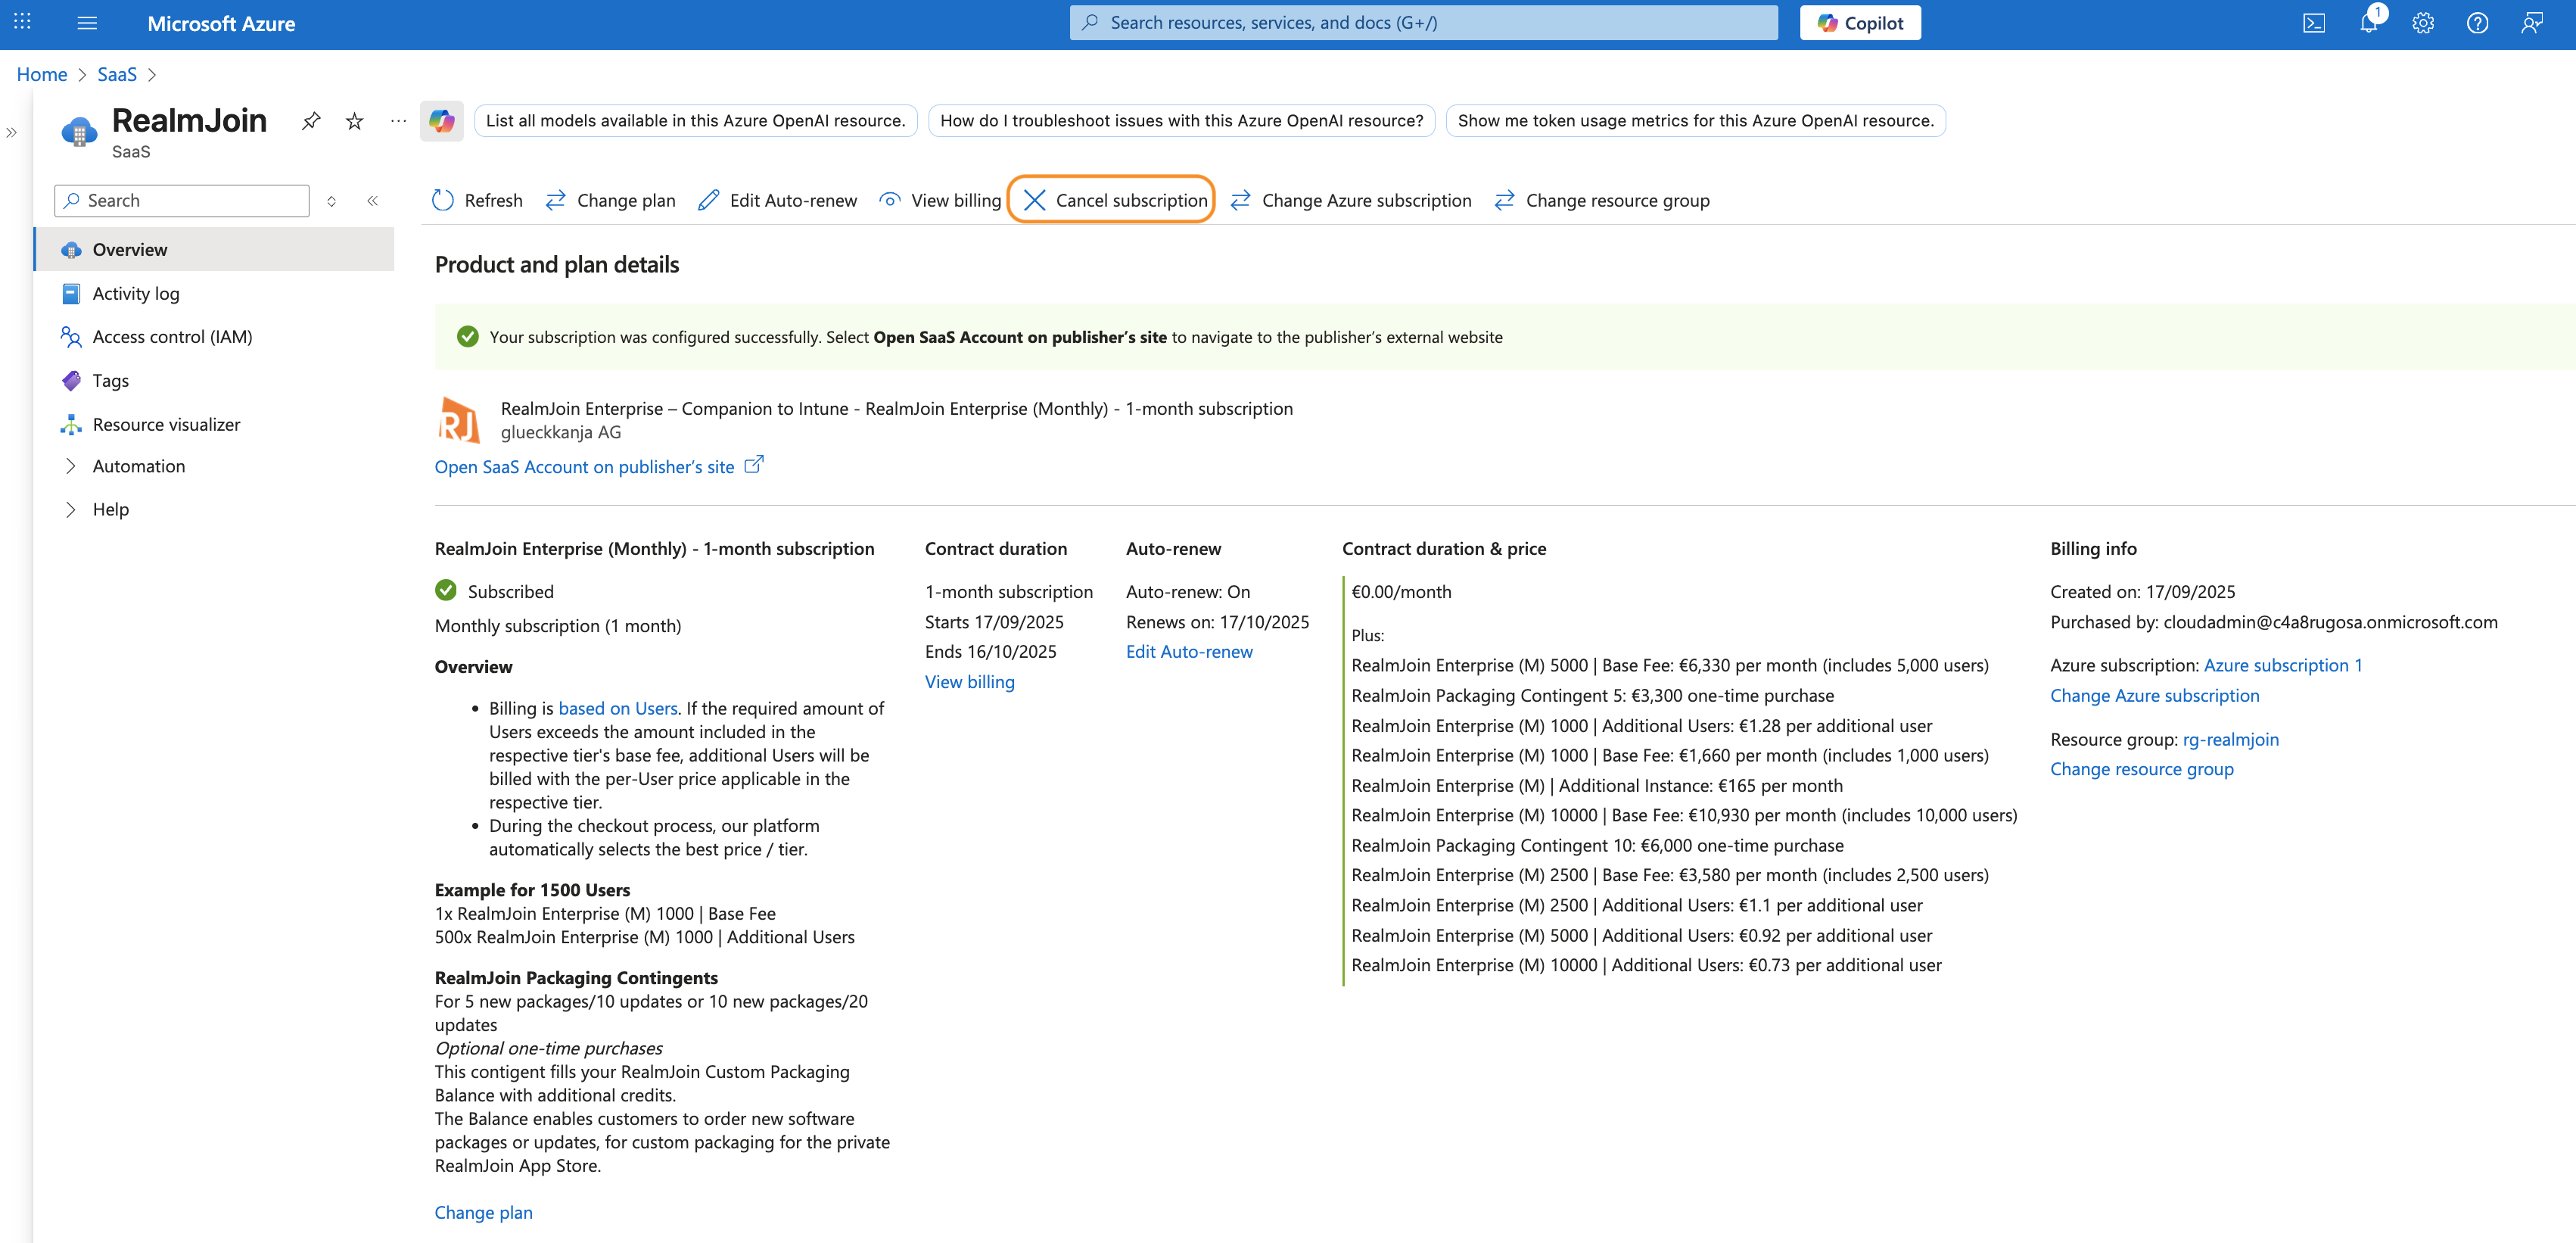 Microsoft Azure
Search resources, services, and docs (G+/)
Copilot
1
Home > SaaS >
RealmJoin
SaaS
List all models available in this Azure OpenAI resource.
How do I troubleshoot issues with this Azure OpenAI resource?
Show me token usage metrics for this Azure OpenAI resource.
Search
Refresh
Change plan
Edit Auto-renew
View billing
Cancel subscription
Change Azure subscription
Change resource group
Overview
Activity log
Access control (IAM)
Tags
Resource visualizer
Automation
Help
Product and plan details
Your subscription was configured successfully. Select Open SaaS Account on publisher’s site to navigate to the publisher’s external website
RJ
RealmJoin Enterprise – Companion to Intune - RealmJoin Enterprise (Monthly) - 1-month subscription
glueckkanja AG
Open SaaS Account on publisher’s site
RealmJoin Enterprise (Monthly) - 1-month subscription
Subscribed
Monthly subscription (1 month)
Overview
• Billing is based on Users. If the required amount of
Users exceeds the amount included in the
respective tier's base fee, additional Users will be
billed with the per-User price applicable in the
respective tier.
• During the checkout process, our platform
automatically selects the best price / tier.
Example for 1500 Users
1x RealmJoin Enterprise (M) 1000 | Base Fee
500x RealmJoin Enterprise (M) 1000 | Additional Users
RealmJoin Packaging Contingents
For 5 new packages/10 updates or 10 new packages/20
updates
Optional one-time purchases
This contigent fills your RealmJoin Custom Packaging
Balance with additional credits.
The Balance enables customers to order new software
packages or updates, for custom packaging for the private
RealmJoin App Store.
Change plan
Contract duration
1-month subscription
Starts 17/09/2025
Ends 16/10/2025
View billing
Auto-renew
Auto-renew: On
Renews on: 17/10/2025
Edit Auto-renew
Contract duration & price
€0.00/month
Plus:
RealmJoin Enterprise (M) 5000 | Base Fee: €6,330 per month (includes 5,000 users)
RealmJoin Packaging Contingent 5: €3,300 one-time purchase
RealmJoin Enterprise (M) 1000 | Additional Users: €1.28 per additional user
RealmJoin Enterprise (M) 1000 | Base Fee: €1,660 per month (includes 1,000 users)
RealmJoin Enterprise (M) | Additional Instance: €165 per month
RealmJoin Enterprise (M) 10000 | Base Fee: €10,930 per month (includes 10,000 users)
RealmJoin Packaging Contingent 10: €6,000 one-time purchase
RealmJoin Enterprise (M) 2500 | Base Fee: €3,580 per month (includes 2,500 users)
RealmJoin Enterprise (M) 2500 | Additional Users: €1.1 per additional user
RealmJoin Enterprise (M) 5000 | Additional Users: €0.92 per additional user
RealmJoin Enterprise (M) 10000 | Additional Users: €0.73 per additional user
Billing info
Created on: 17/09/2025
Purchased by: cloudadmin@c4a8rugosa.onmicrosoft.com
Azure subscription: Azure subscription 1
Change Azure subscription
Resource group: rg-realmjoin
Change resource group